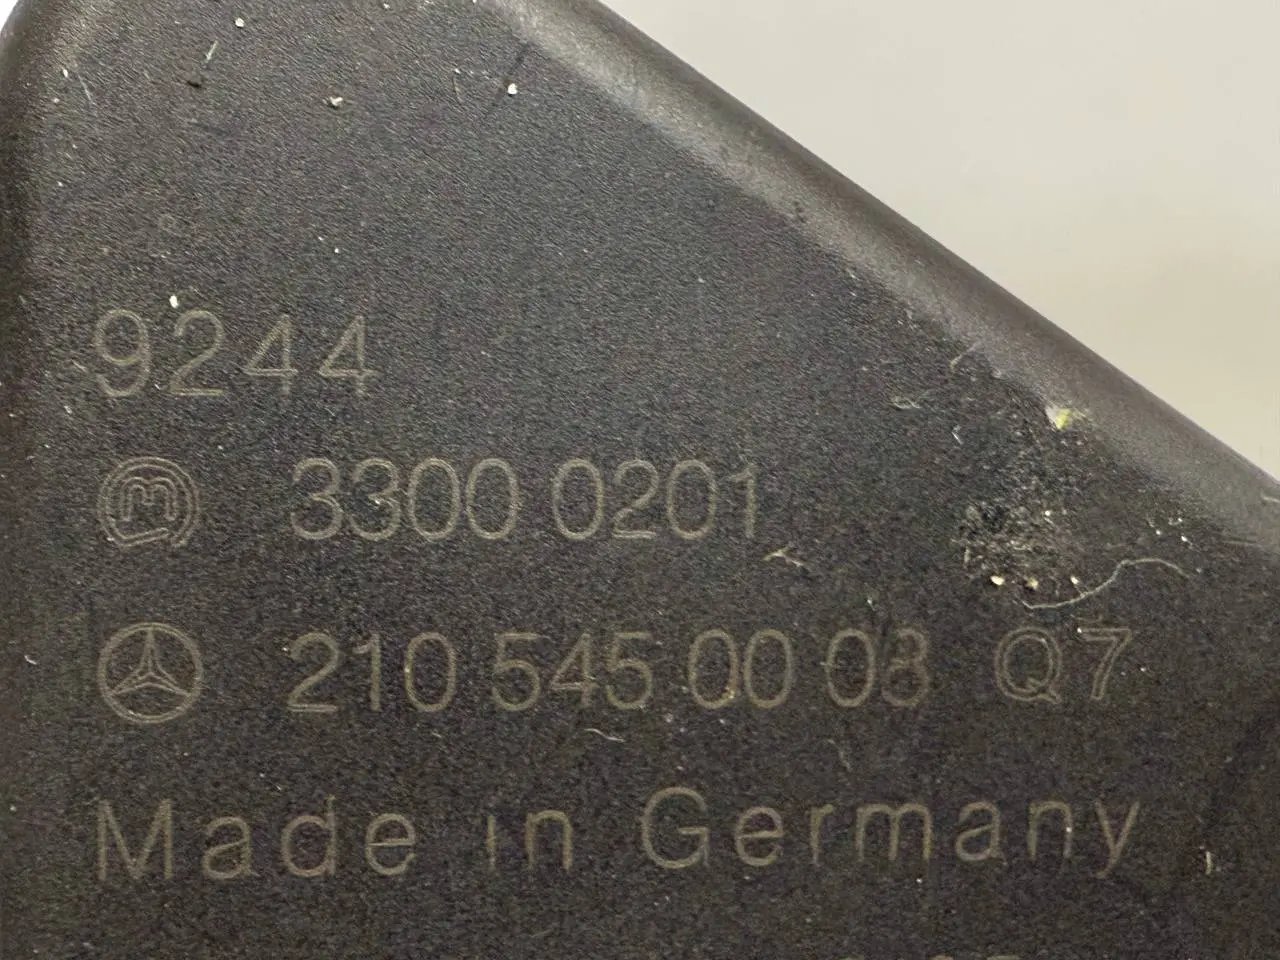 9244
m 3300 0201
210 545 00 08 Q7
Made in Germany